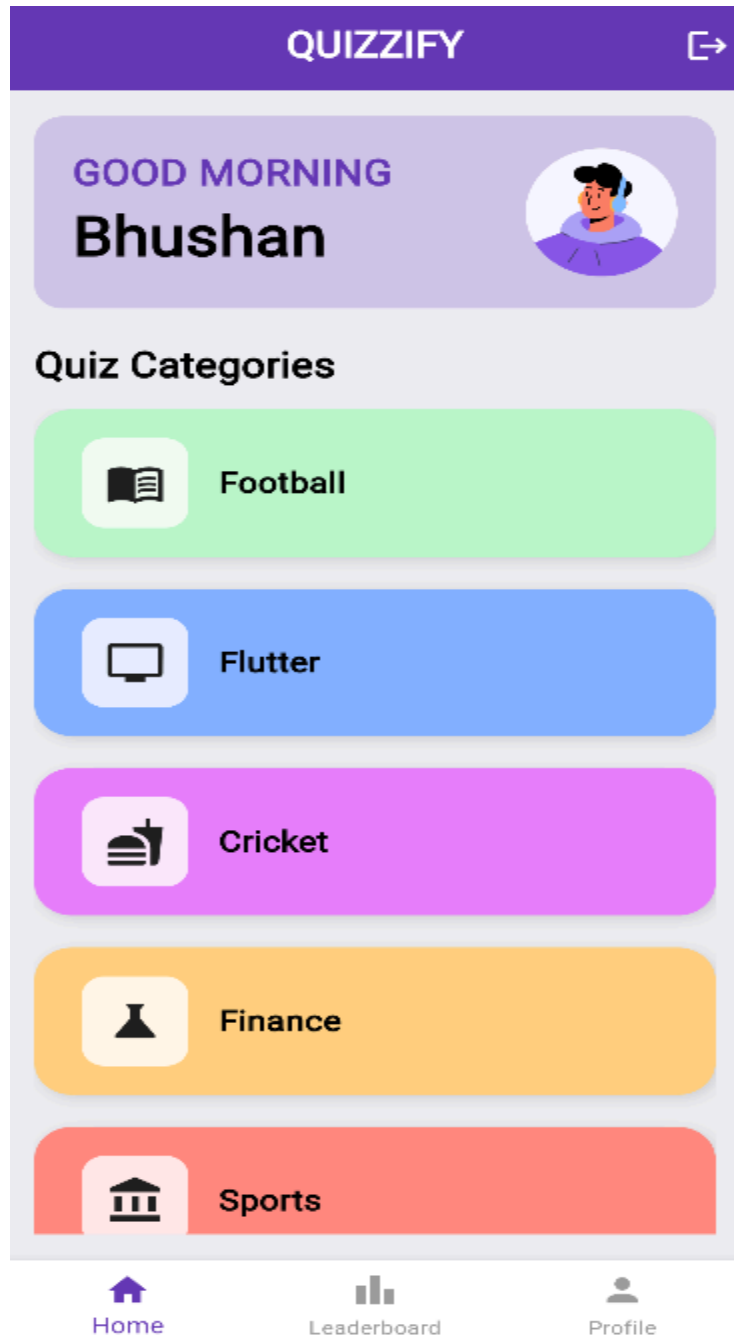 QUIZZIFY
GOOD MORNING
Bhushan
Quiz Categories
Football
Flutter
Cricket
Finance
Sports
Home Leaderboard Profile